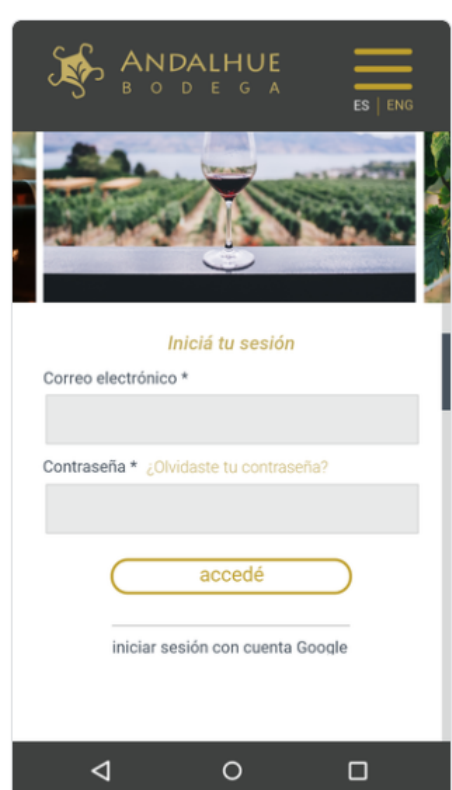 ANDALHUE
BODEGA
ES | ENG
Iniciá tu sesión
Correo electrónico *
Contraseña * ¿Olvidaste tu contraseña?
accedé
iniciar sesión con cuenta Google